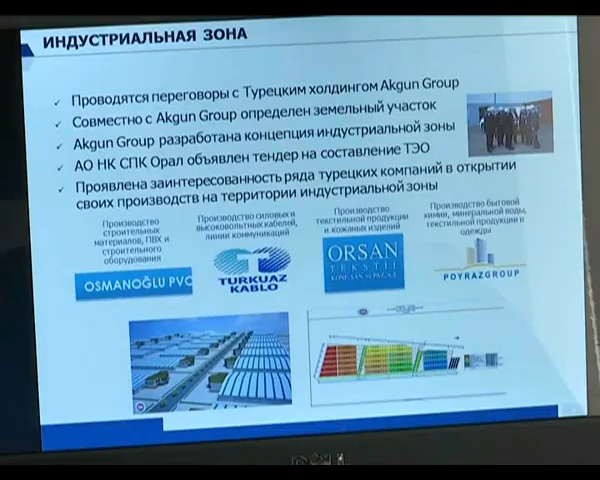 ИНДУСТРИАЛЬНАЯ ЗОНА
✓ Проводятся переговоры с Турецким холдингом Akgun Group
✓ Совместно с Akgun Group определен земельный участок
✓ Akgun Group разработана концепция индустриальной зоны
✓ АО НК СПК Орал объявлен тендер на составление ТЭО
✓ Проявлена заинтересованность ряда турецких компаний в открытии
своих производств на территории индустриальной зоны
Производство
строительных
материалов, ПВХ и
строительного
оборудования
OSMANOĞLU PVC
Производство силовых и
высоковольтных кабелей,
линии коммуникаций
TURKUAZ
KABLO
Производство
текстильной продукции
и кожаных изделий
ORSAN
TEKSTİL
Производство бытовой
химии, минеральной воды,
текстильной продукции и
одежды
POYRAZGROUP